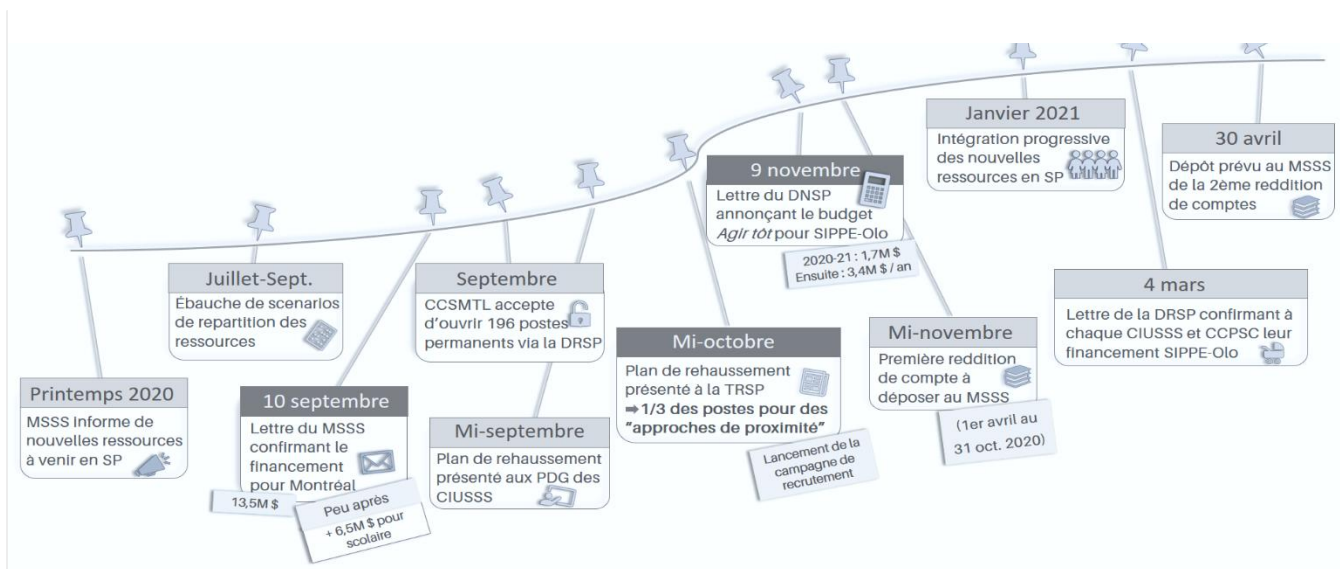 Printemps 2020
MSSS Informe de
nouvelles ressources
à venir en SP
Juillet-Sept.
Ébauche de scenarios
de repartition des
ressources
10 septembre
Lettre du MSSS
confirmant le
financement
pour Montréal
13,5M $
Peu après
+ 6,5M $ pour
scolaire
Septembre
CCSMTL accepte
d'ouvrir 196 postes
permanents via la DRSP
Mi-septembre
Plan de rehaussement
présenté aux PDG des
CIUSSS
Mi-octobre
Plan de rehaussement
présenté à la TRSP
➡1/3 des postes pour des
"approches de proximité"
Lancement de la
campagne de
recrutement
9 novembre
Lettre du DNSP
annonçant le budget
Agir tôt pour SIPPE-Olo
2020-21 : 1,7M $
Ensuite : 3,4M $ / an
Mi-novembre
Première reddition
de compte à
déposer au MSSS
(1er avril au
31 oct. 2020)
Janvier 2021
Intégration progressive
des nouvelles
ressources en SP
4 mars
Lettre de la DRSP confirmant à
chaque CIUSSS et CCPSC leur
financement SIPPE-Olo
30 avril
Dépôt prévu au MSSS
de la 2ème reddition
de comptes